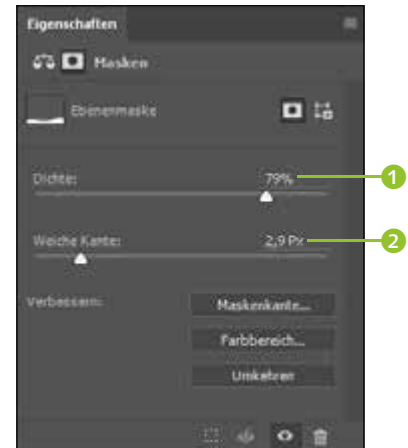 Eigenschaften
Masken
Ebenenmaske
Dichte: 79% 1
Weiche Kante: 2,9 Px 2
Verbessern: Maskenkante...
Farbbereich...
Umkehren